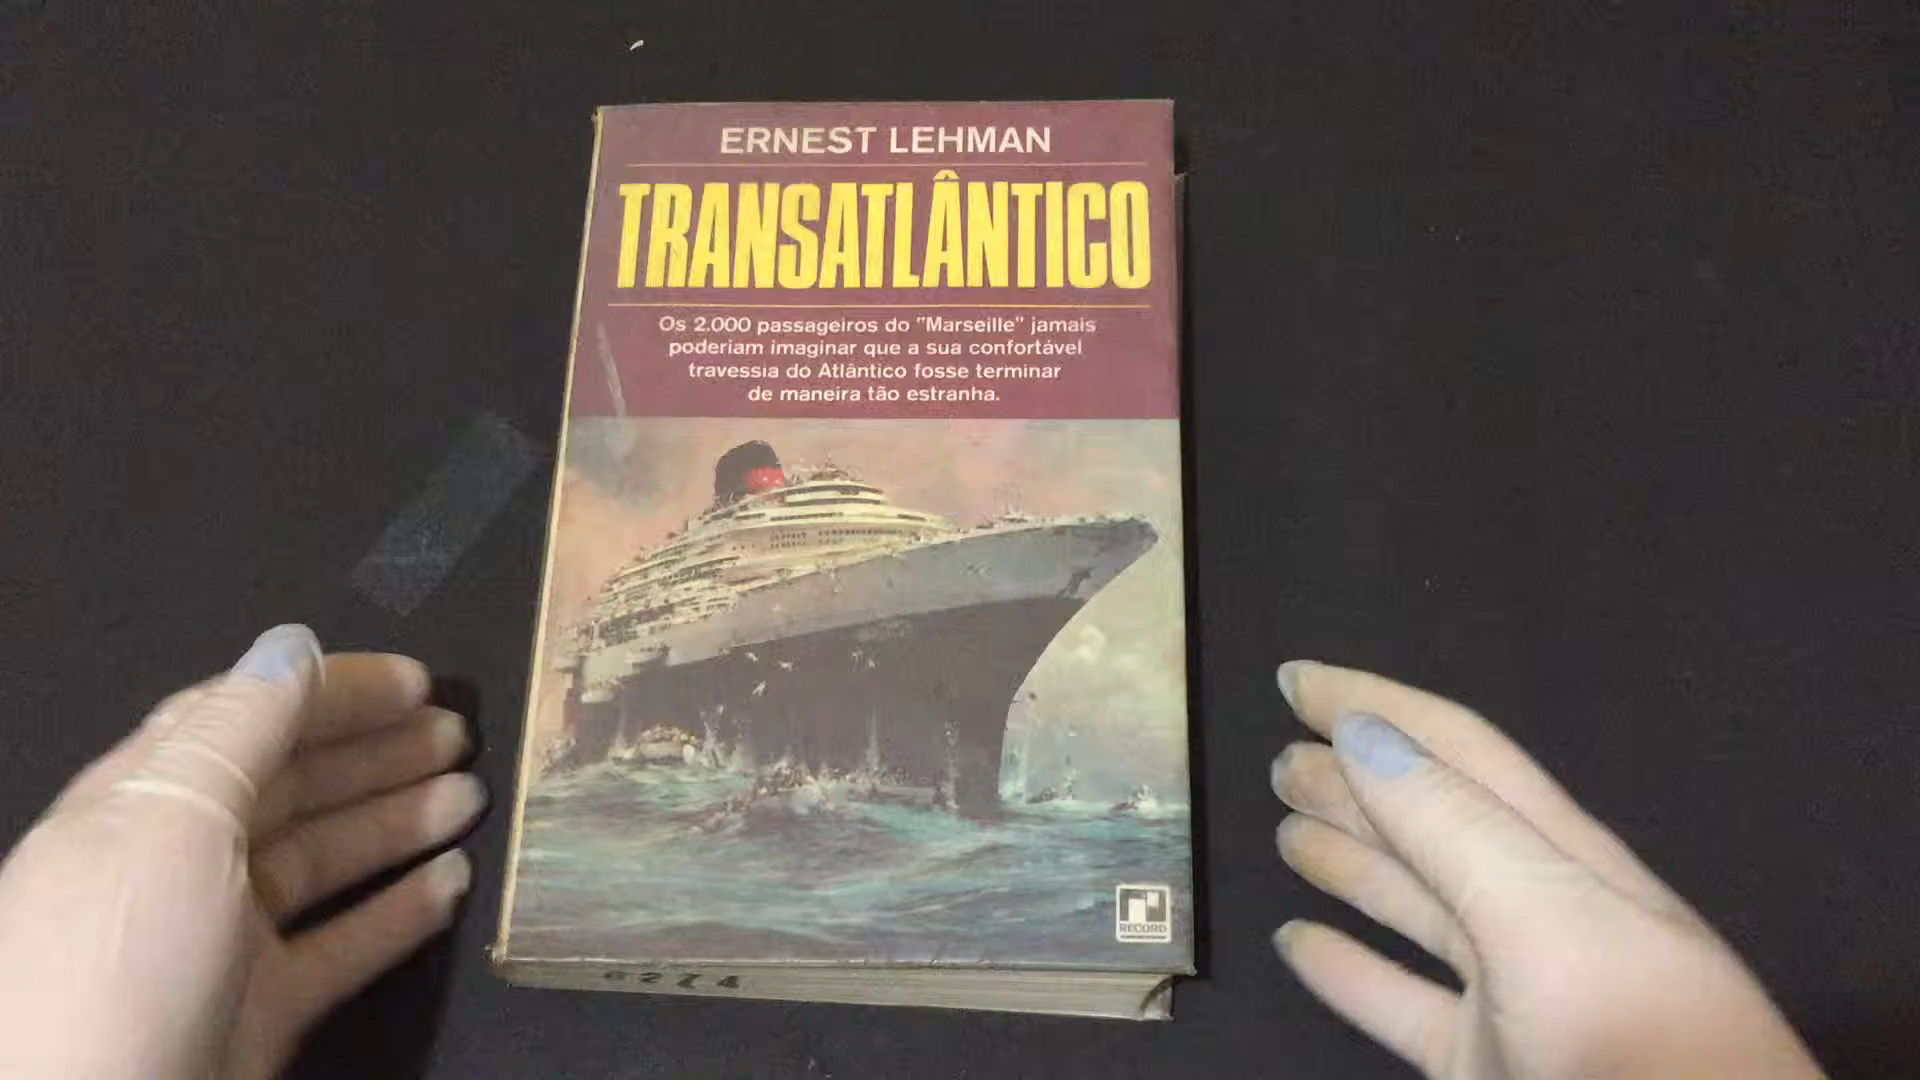 ERNEST LEHMAN
TRANSATLÂNTICO
Os 2.000 passageiros do "Marseille" jamais
poderiam imaginar que a sua confortável
travessia do Atlântico fosse terminar
de maneira tão estranha.
RECORD
6274